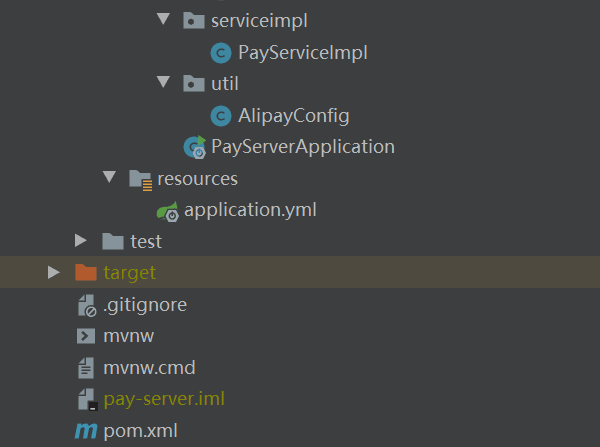 serviceimpl
PayServiceImpl
util
AlipayConfig
PayServerApplication
resources
application.yml
test
target
.gitignore
mvnw
mvnw.cmd
pay-server.iml
pom.xml